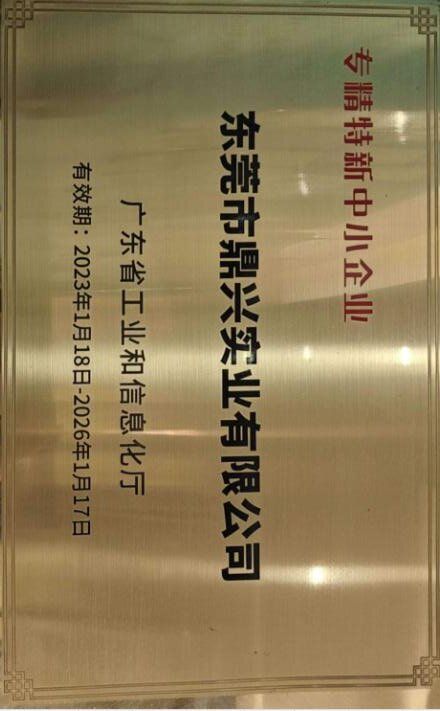 专精特新中小企业
东莞市鼎兴实业有限公司
广东省工业和信息化厅
有效期：2023年1月18日-2026年1月17日